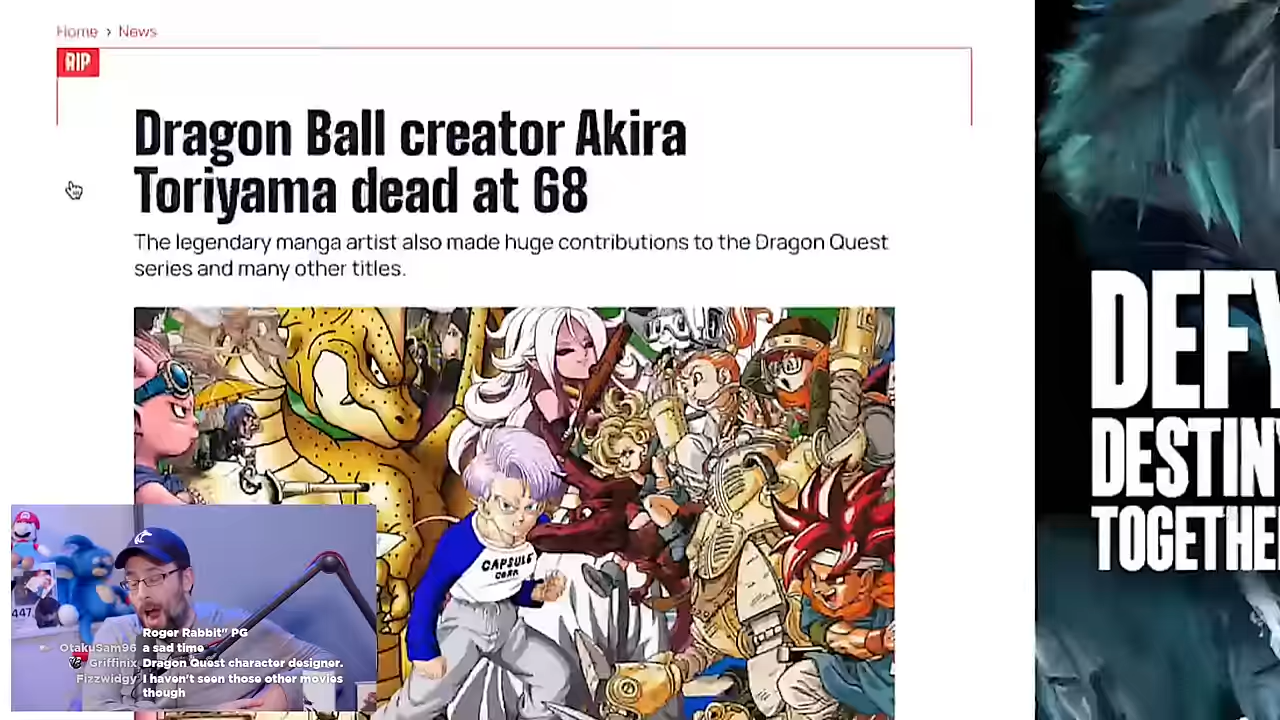 Home › News
RIP
Dragon Ball creator Akira
Toriyama dead at 68
The legendary manga artist also made huge contributions to the Dragon Quest
series and many other titles.
CAPSULE
CORP
DEFY
DESTIN
TOGETHE
447
Roger Rabbit" PG
OtakuSam96 a sad time
Griffinix Dragon Quest character designer.
Fizzwidgy I haven't seen those other movies
though